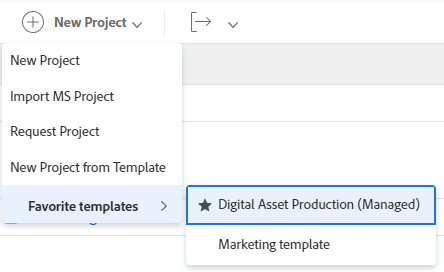 New Project
New Project
Import MS Project
Request Project
New Project from Template
Favorite templates
Digital Asset Production (Managed)
Marketing template